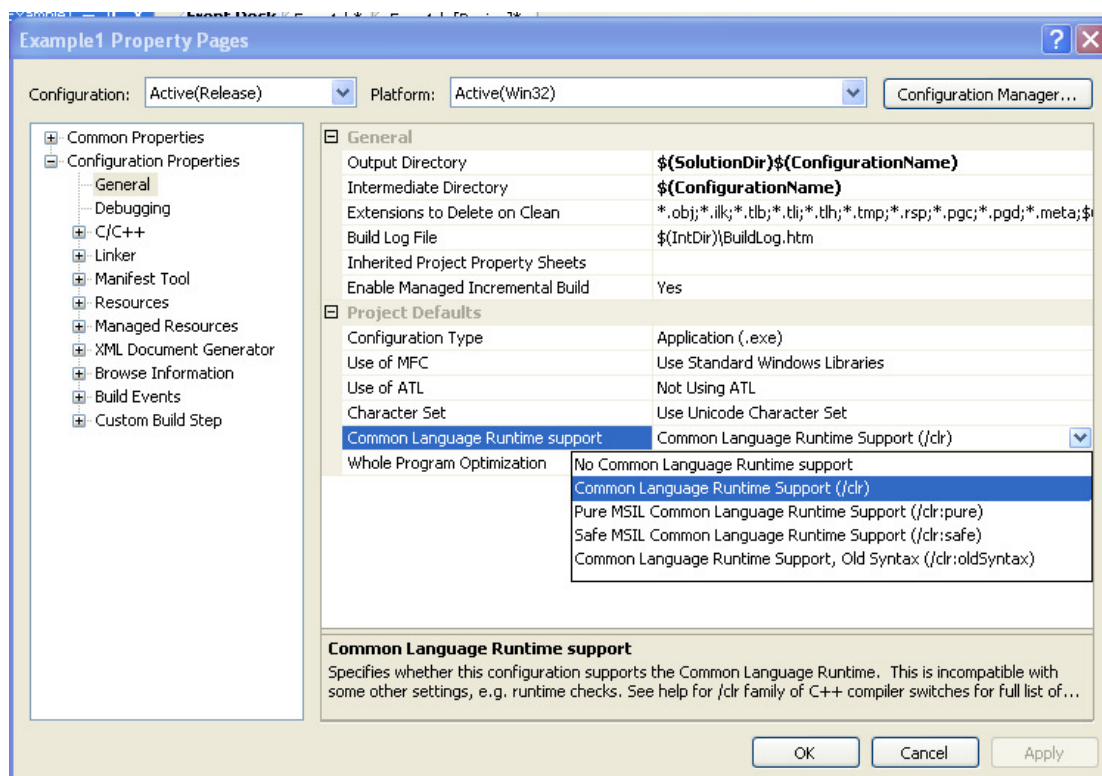 Example1 Property Pages
Configuration: Active(Release) Platform: Active(Win32) Configuration Manager...
Common Properties
Configuration Properties
General
Debugging
C/C++
Linker
Manifest Tool
Resources
Managed Resources
XML Document Generator
Browse Information
Build Events
Custom Build Step
General
Output Directory $(SolutionDir)$(ConfigurationName)
Intermediate Directory $(ConfigurationName)
Extensions to Delete on Clean *.obj;*.ilk;*.tlb;*.tli;*.tlh;*.tmp;*.rsp;*.pgc;*.pgd;*.meta;$(
Build Log File $(IntDir)\BuildLog.htm
Inherited Project Property Sheets
Enable Managed Incremental Build Yes
Project Defaults
Configuration Type Application (.exe)
Use of MFC Use Standard Windows Libraries
Use of ATL Not Using ATL
Character Set Use Unicode Character Set
Common Language Runtime support Common Language Runtime Support (/clr)
Whole Program Optimization
No Common Language Runtime support
Common Language Runtime Support (/clr)
Pure MSIL Common Language Runtime Support (/clr:pure)
Safe MSIL Common Language Runtime Support (/clr:safe)
Common Language Runtime Support, Old Syntax (/clr:oldSyntax)
Common Language Runtime support
Specifies whether this configuration supports the Common Language Runtime. This is incompatible with
some other settings, e.g. runtime checks. See help for /clr family of C++ compiler switches for full list of...
OK Cancel Apply